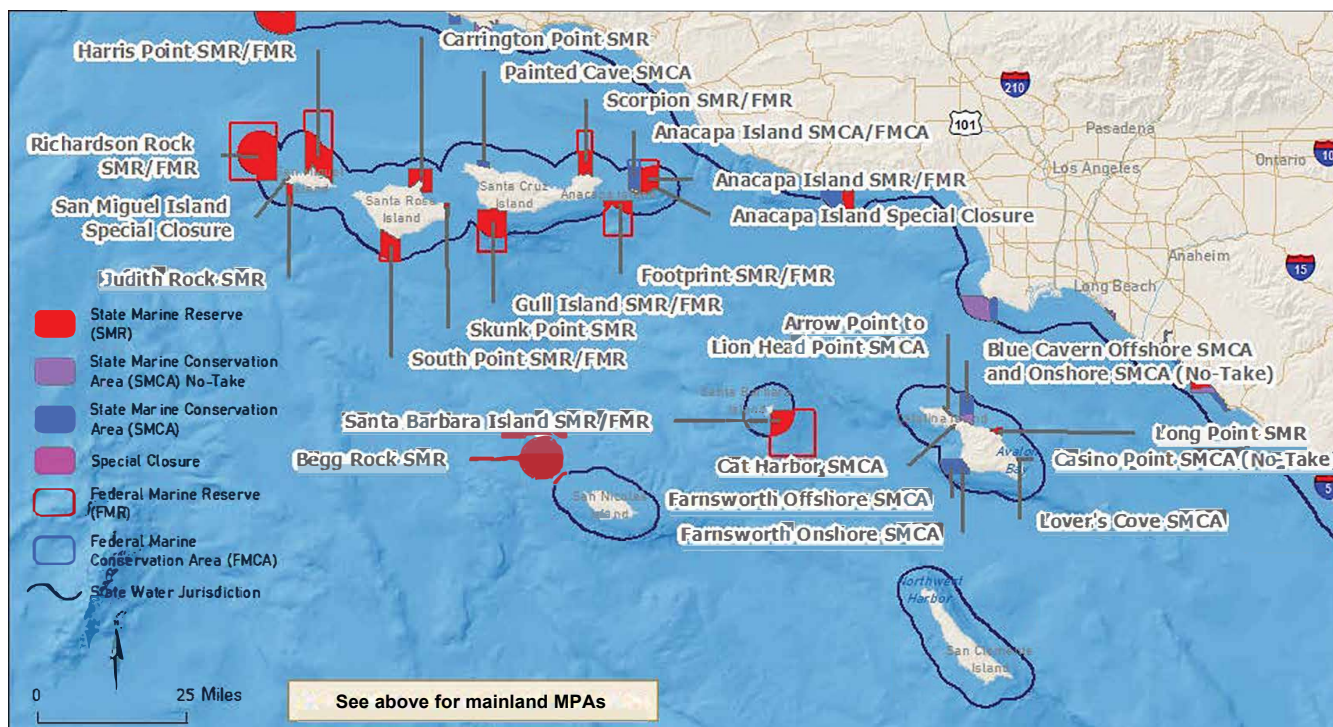 Harris Point SMR/FMR
Carrington Point SMR
Painted Cave SMCA
Scorpion SMR/FMR
Anacapa Island SMCA/FMCA
210
101
Pasadena
Los Angeles
Ontario
10
Richardson Rock
SMR/FMR
Santa Cruz
Island
Santa Rosa
Island
Anacapa Island SMR/FMR
San Miguel Island
Special Closure
Anacapa Island Special Closure
Anaheim
15
Judith Rock SMR
Footprint SMR/FMR
Long Beach
Gull Island SMR/FMR
Skunk Point SMR
South Point SMR/FMR
State Marine Reserve
(SMR)
State Marine Conservation
Area (SMCA) No-Take
State Marine Conservation
Area (SMCA)
Special Closure
Federal Marine Reserve
(FMR)
Federal Marine
Conservation Area (FMCA)
State Water Jurisdiction
Arrow Point to
Lion Head Point SMCA
Blue Cavern Offshore SMCA
and Onshore SMCA (No-Take)
Santa Barbara
Island
Santa Barbara Island SMR/FMR
Long Point SMR
Begg Rock SMR
Cat Harbor SMCA
Avalon
Bay
Casino Point SMCA (No-Take)
San Nicolas
Island
Farnsworth Offshore SMCA
Farnsworth Onshore SMCA
Lover's Cove SMCA
5
Northwest
Harbor
San Clemente
Island
N
0
25 Miles
See above for mainland MPAs